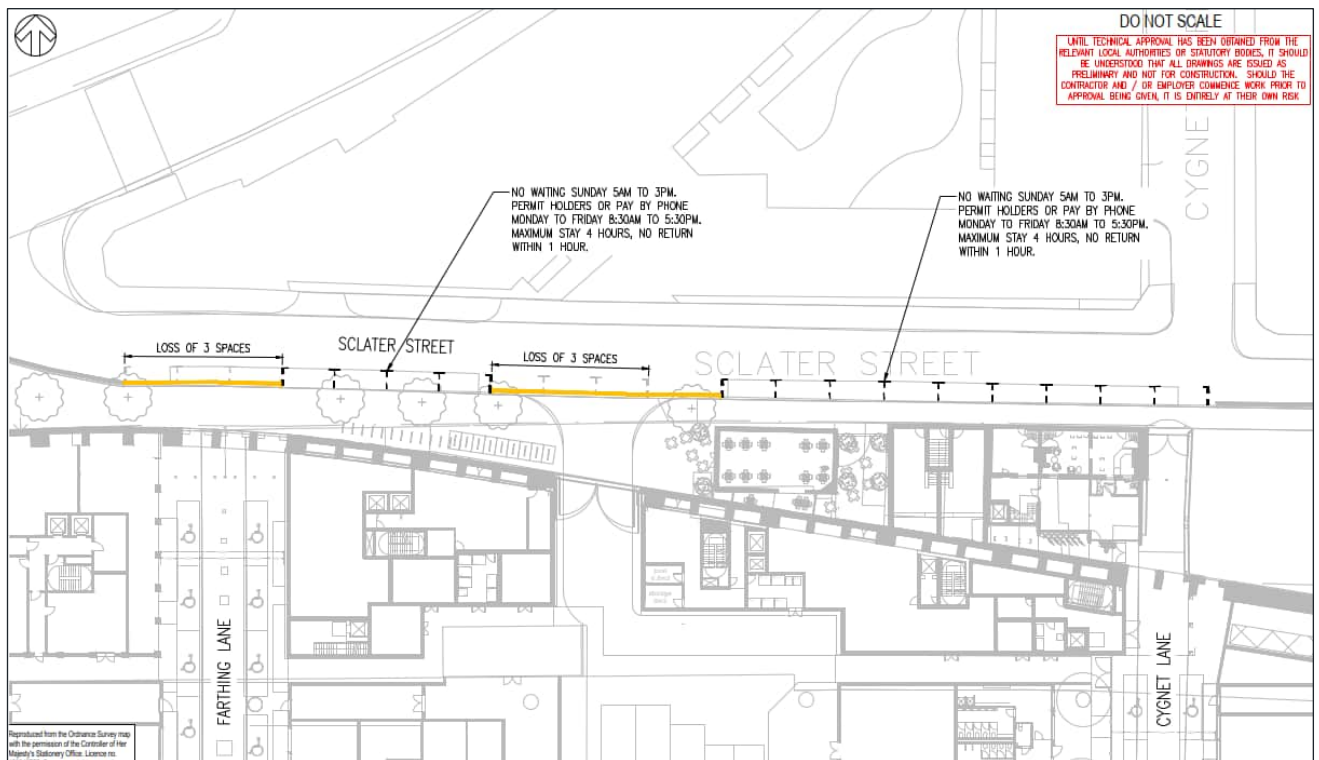 DO NOT SCALE
UNTIL TECHNICAL APPROVAL HAS BEEN OBTAINED FROM THE
RELEVANT LOCAL AUTHORITIES OR STATUTORY BODIES, IT SHOULD
BE UNDERSTOOD THAT ALL DRAWINGS ARE ISSUED AS
PRELIMINARY AND NOT FOR CONSTRUCTION. SHOULD THE
CONTRACTOR AND / OR EMPLOYER COMMENCE WORK PRIOR TO
APPROVAL BEING GIVEN, IT IS ENTIRELY AT THEIR OWN RISK
CYGNE
NO WAITING SUNDAY 5AM TO 3PM.
PERMIT HOLDERS OR PAY BY PHONE
MONDAY TO FRIDAY 8:30AM TO 5:30PM.
MAXIMUM STAY 4 HOURS, NO RETURN
WITHIN 1 HOUR.
NO WAITING SUNDAY 5AM TO 3PM.
PERMIT HOLDERS OR PAY BY PHONE
MONDAY TO FRIDAY 8:30AM TO 5:30PM.
MAXIMUM STAY 4 HOURS, NO RETURN
WITHIN 1 HOUR.
LOSS OF 3 SPACES
SCLATER STREET
LOSS OF 3 SPACES
SCLATER STREET
FARTHING LANE
CYGNET LANE
Reproduced from the Ordnance Survey map
with the permission of the Controller of Her
Majesty's Stationery Office. Licence no.